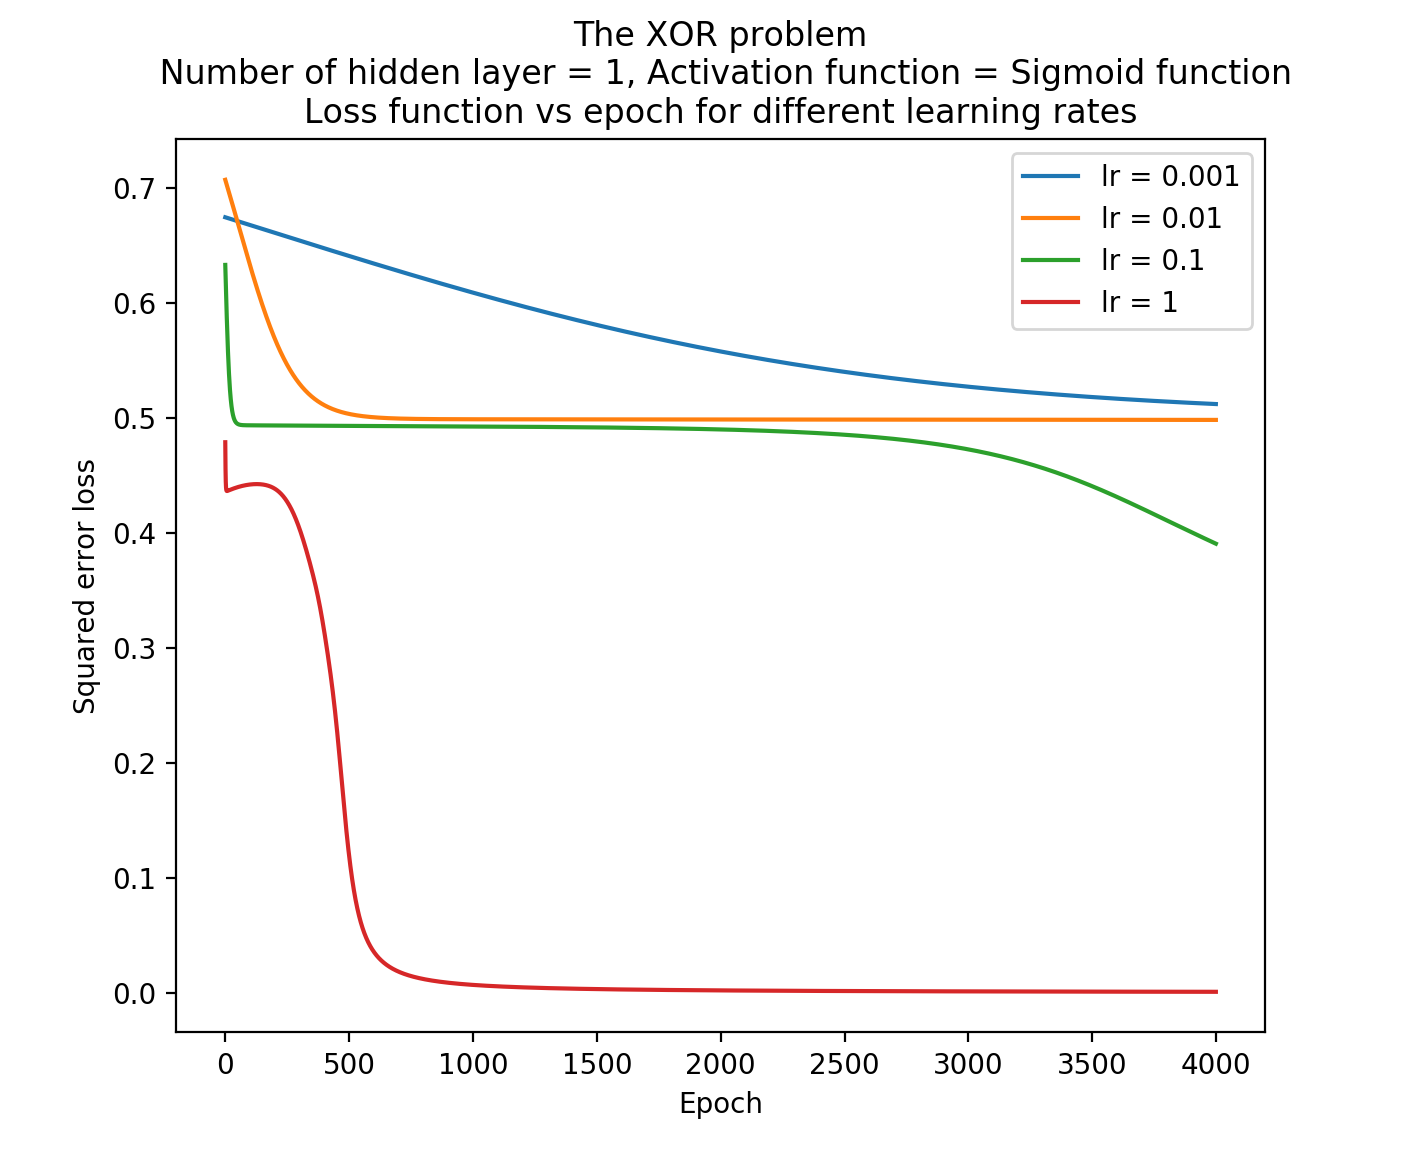 The XOR problem
Number of hidden layer = 1, Activation function = Sigmoid function
Loss function vs epoch for different learning rates
lr = 0.001
lr = 0.01
lr = 0.1
lr = 1
Squared error loss
0.7
0.6
0.5
0.4
0.3
0.2
0.1
0.0
0 500 1000 1500 2000 2500 3000 3500 4000
Epoch